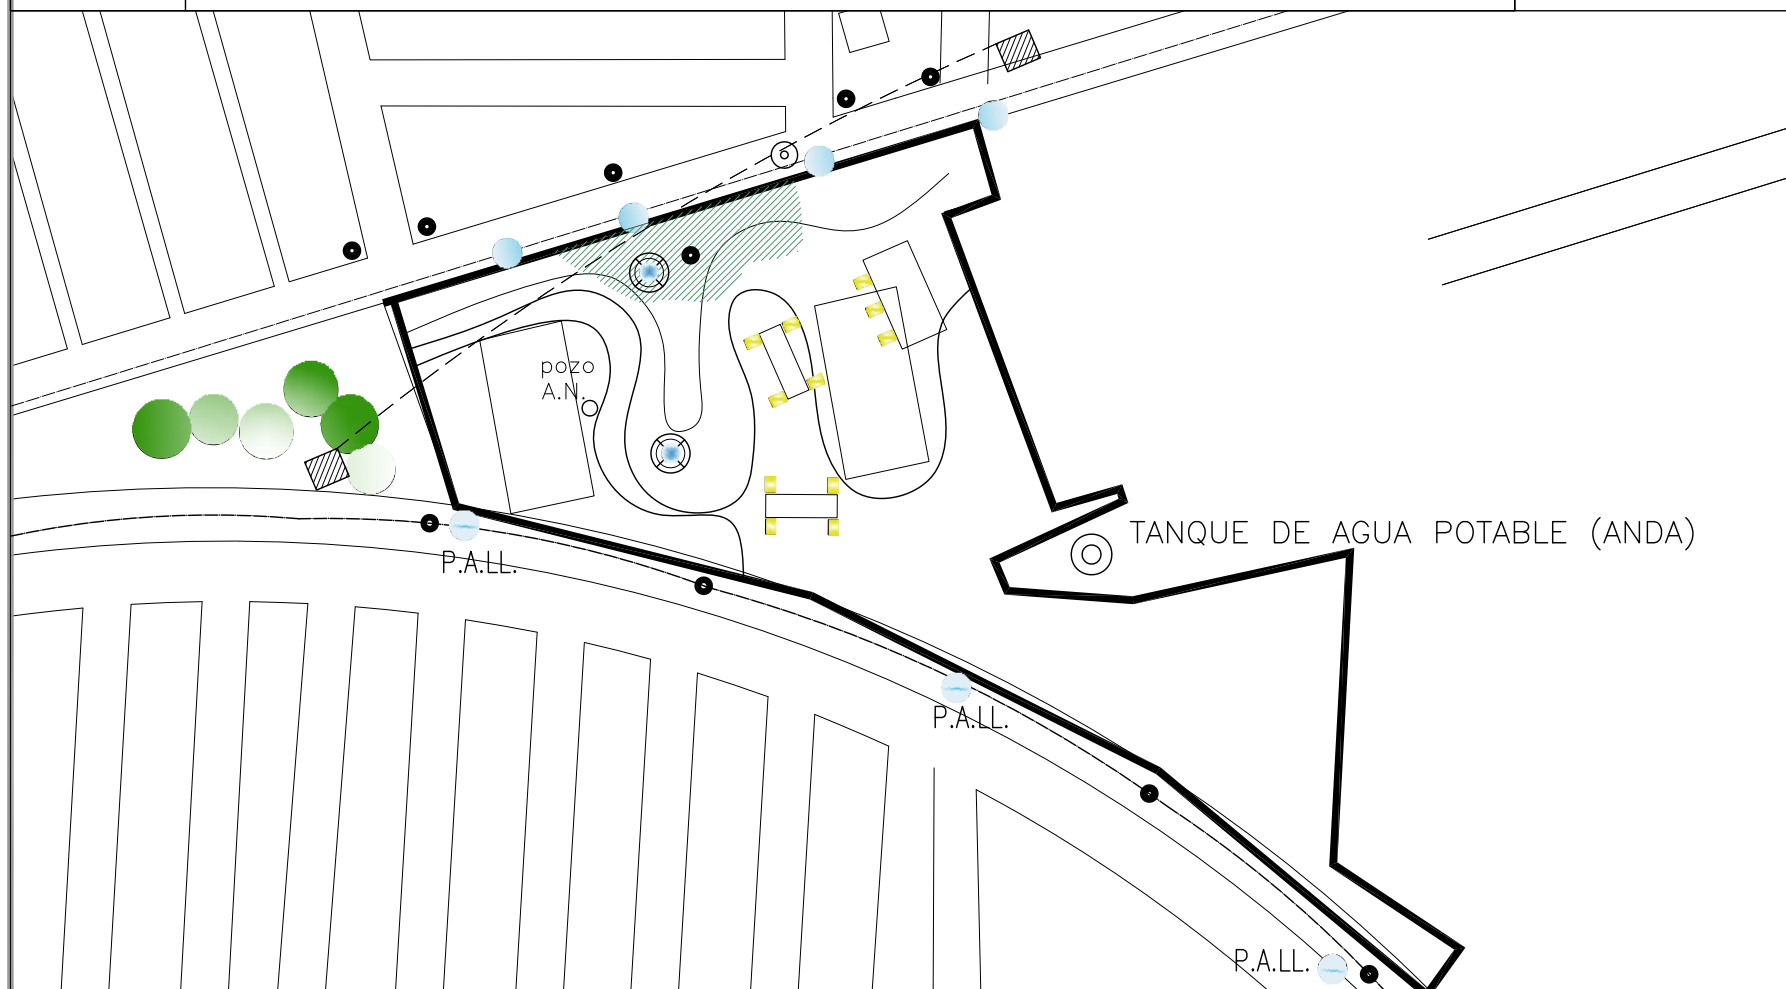 pozo
A.N.
TANQUE DE AGUA POTABLE (ANDA)
P.A.LL.
P.A.LL.
P.A.LL.